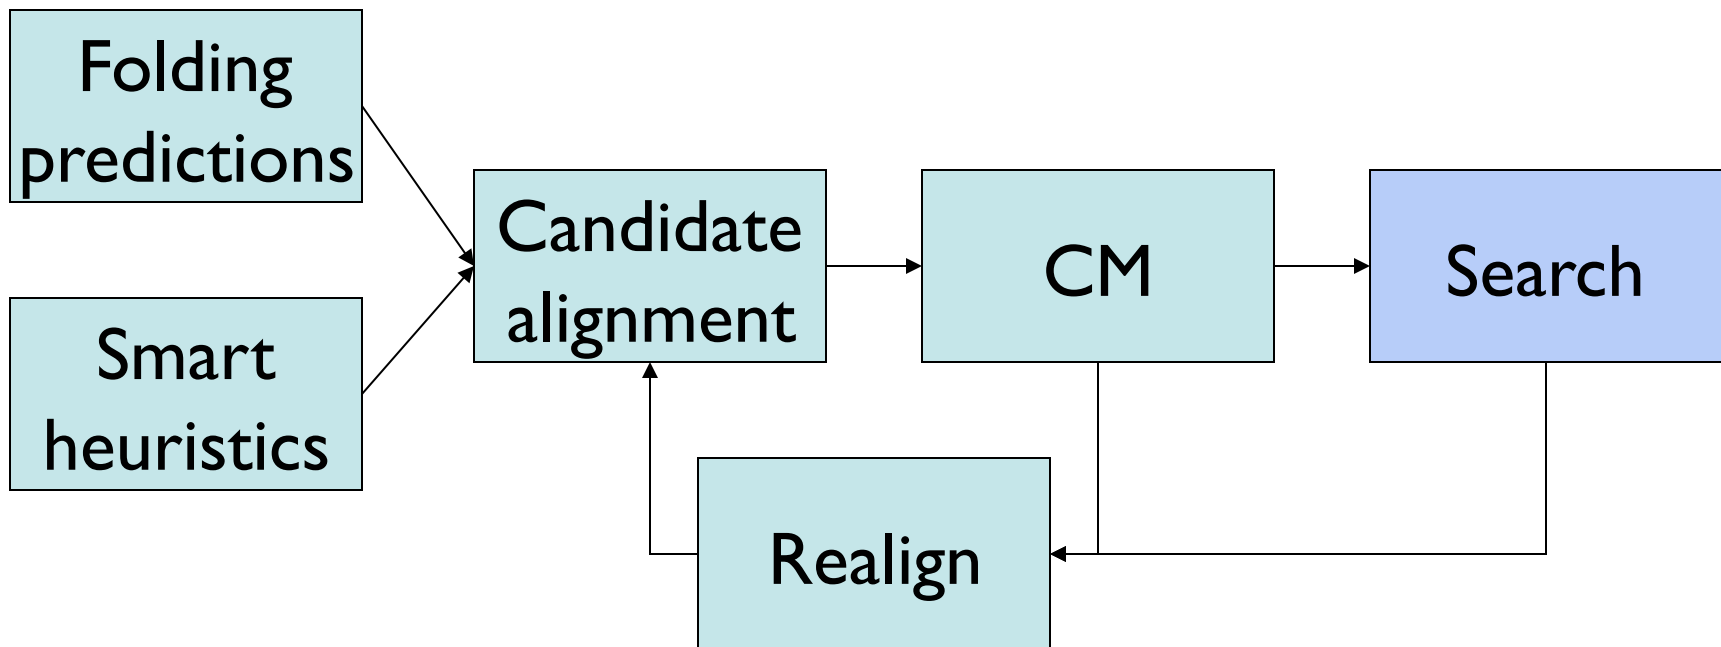 Folding
predictions
Smart
heuristics
Candidate
alignment
CM
Search
Realign